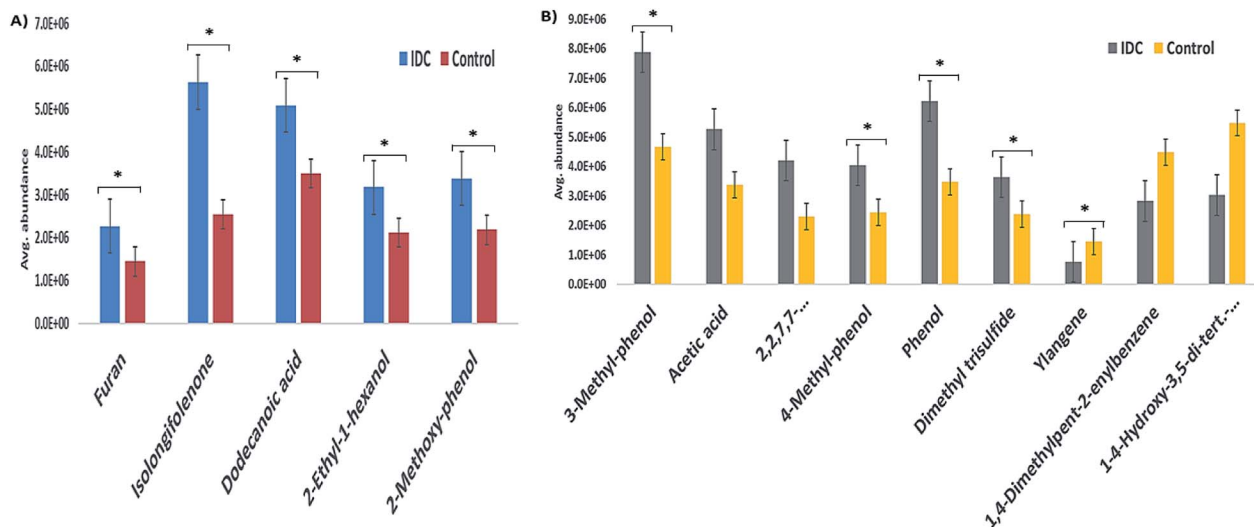 A)
Avg. abundance
7.0E+06
6.0E+06
5.0E+06
4.0E+06
3.0E+06
2.0E+06
1.0E+06
0.0E+00
IDC Control
*
*
*
*
*
Furan
Isolongifolenone
Dodecanoic acid
2-Ethyl-1-hexanol
2-Methoxy-phenol
B)
Avg. abundance
9.0E+06
8.0E+06
7.0E+06
6.0E+06
5.0E+06
4.0E+06
3.0E+06
2.0E+06
1.0E+06
0.0E+00
IDC Control
*
*
*
*
*
3-Methyl-phenol
Acetic acid
2,2,7,7-...
4-Methyl-phenol
Phenol
Dimethyl trisulfide
Ylangene
1,4-Dimethylpent-2-enylbenzene
1-4-Hydroxy-3,5-di-tert.-...